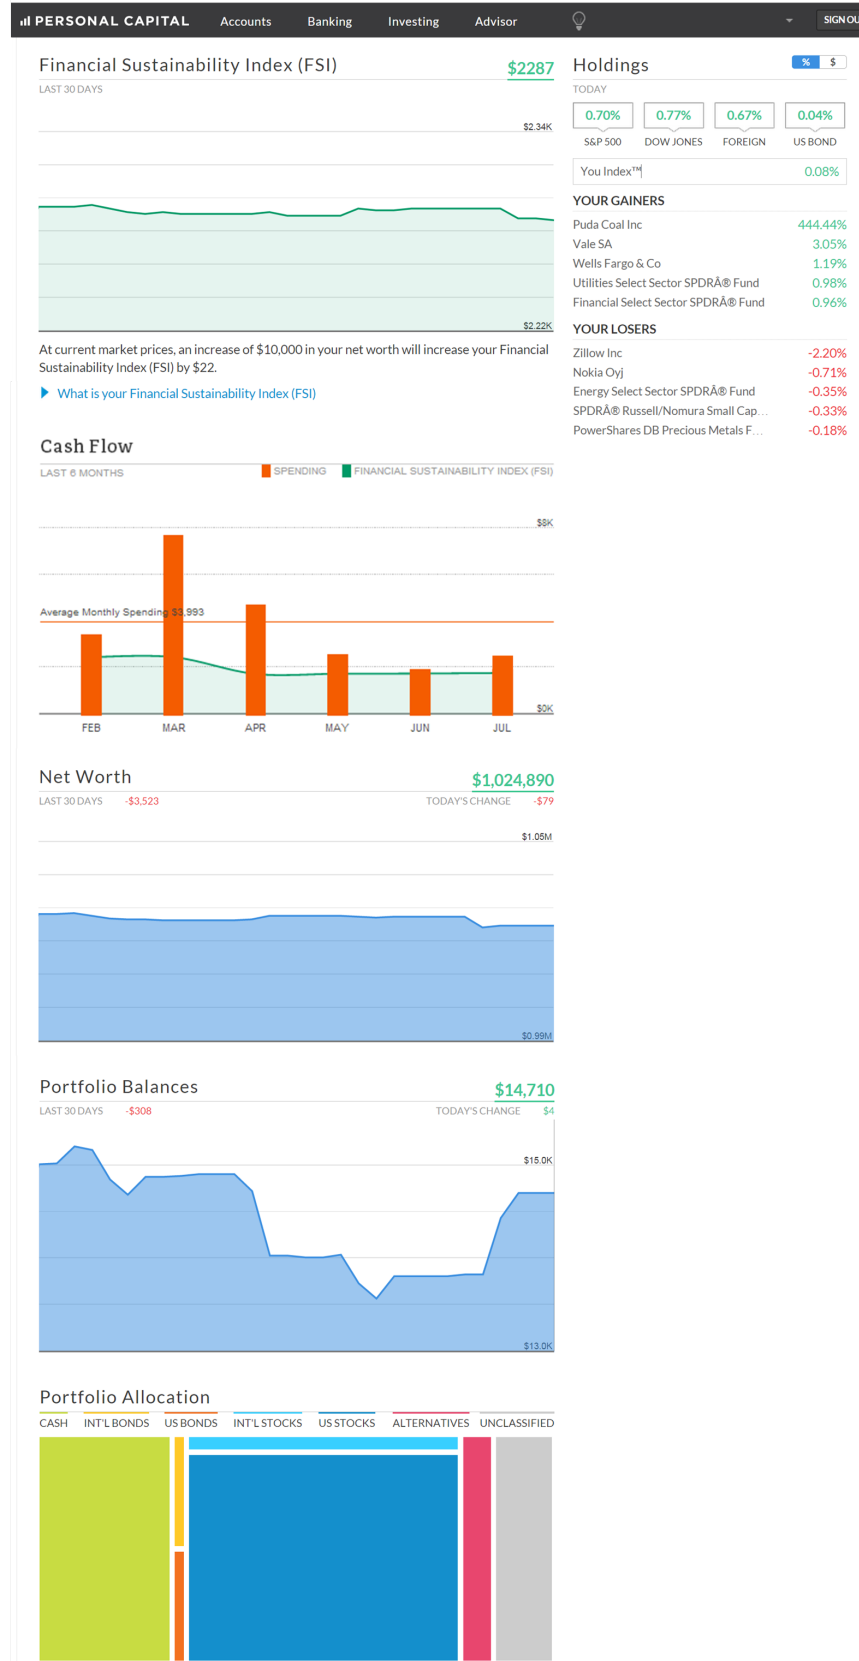 PERSONAL CAPITAL Accounts Banking Investing Advisor SIGN OU
Financial Sustainability Index (FSI) $2287
LAST 30 DAYS
$2.34K
$2.22K
At current market prices, an increase of $10,000 in your net worth will increase your Financial
Sustainability Index (FSI) by $22.
What is your Financial Sustainability Index (FSI)
Cash Flow
LAST 6 MONTHS SPENDING FINANCIAL SUSTAINABILITY INDEX (FSI)
$8K
Average Monthly Spending $3,993
$0K
FEB MAR APR MAY JUN JUL
Net Worth $1,024,890
LAST 30 DAYS -$3,523 TODAY'S CHANGE -$79
$1.05M
$0.99M
Portfolio Balances $14,710
LAST 30 DAYS -$308 TODAY'S CHANGE $4
$15.0K
$13.0K
Portfolio Allocation
CASH INT'L BONDS US BONDS INT'L STOCKS US STOCKS ALTERNATIVES UNCLASSIFIED
Holdings % $
TODAY
0.70% 0.77% 0.67% 0.04%
S&P 500 DOW JONES FOREIGN US BOND
You Index™ 0.08%
YOUR GAINERS
Puda Coal Inc 444.44%
Vale SA 3.05%
Wells Fargo & Co 1.19%
Utilities Select Sector SPDRÂ® Fund 0.98%
Financial Select Sector SPDRÂ® Fund 0.96%
YOUR LOSERS
Zillow Inc -2.20%
Nokia Oyj -0.71%
Energy Select Sector SPDRÂ® Fund -0.35%
SPDRÂ® Russell/Nomura Small Cap... -0.33%
PowerShares DB Precious Metals F... -0.18%